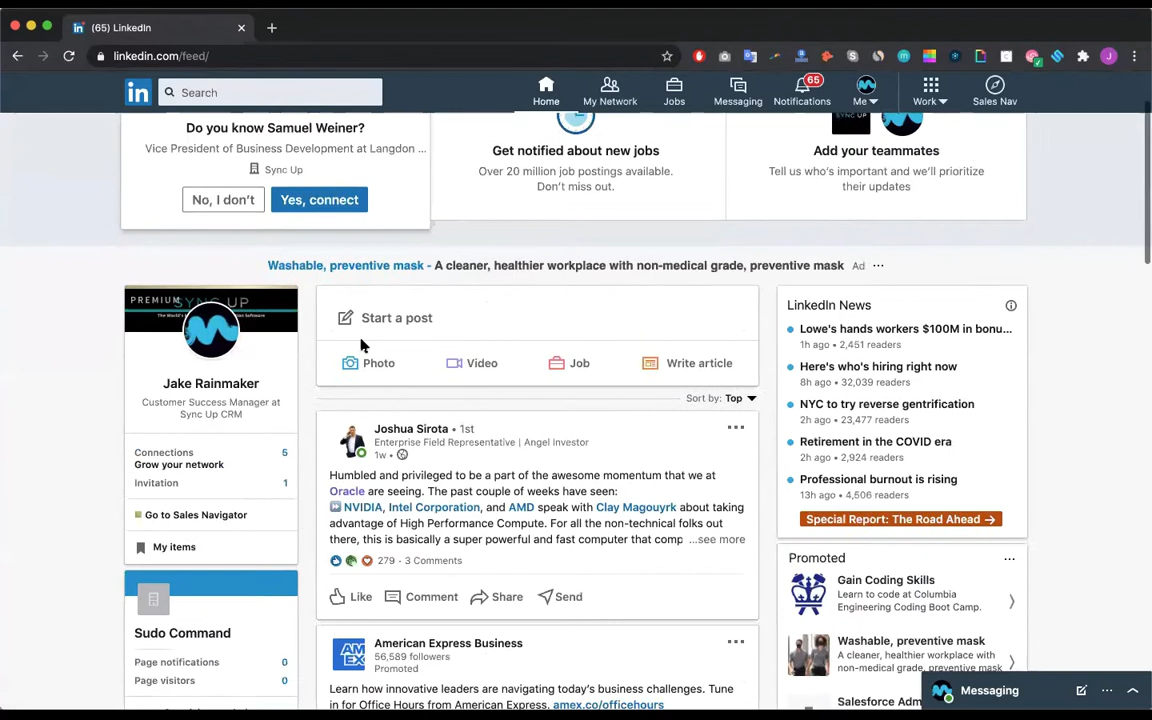 (65) LinkedIn
linkedin.com/feed/
in
Search
Home
My Network
Jobs
Messaging
65
Notifications
Me
Work
Sales Nav
J
Do you know Samuel Weiner?
Vice President of Business Development at Langdon ...
Sync Up
No, I don't
Yes, connect
Get notified about new jobs
Over 20 million job postings available.
Don't miss out.
Add your teammates
Tell us who's important and we'll prioritize
their updates
Washable, preventive mask - A cleaner, healthier workplace with non-medical grade, preventive mask Ad ...
PREMIUM
SYNC UP
Jake Rainmaker
Customer Success Manager at
Sync Up CRM
Connections 5
Grow your network
Invitation 1
Go to Sales Navigator
My items
Sudo Command
Page notifications 0
Page visitors 0
Start a post
Photo
Video
Job
Write article
Sort by: Top
Joshua Sirota • 1st
Enterprise Field Representative | Angel Investor
1w •
Humbled and privileged to be a part of the awesome momentum that we at
Oracle are seeing. The past couple of weeks have seen:
NVIDIA, Intel Corporation, and AMD speak with Clay Magouyrk about taking
advantage of High Performance Compute. For all the non-technical folks out
there, this is basically a super powerful and fast computer that comp ...see more
279 · 3 Comments
Like
Comment
Share
Send
AM
EX
American Express Business
56,589 followers
Promoted
Learn how innovative leaders are navigating today's business challenges. Tune
in for Office Hours from American Express. amex.co/officehours
LinkedIn News
Lowe's hands workers $100M in bonu...
1h ago • 2,451 readers
Here's who's hiring right now
8h ago • 32,039 readers
NYC to try reverse gentrification
2h ago • 23,477 readers
Retirement in the COVID era
2h ago • 2,924 readers
Professional burnout is rising
13h ago • 4,506 readers
Special Report: The Road Ahead →
Promoted
Gain Coding Skills
Learn to code at Columbia
Engineering Coding Boot Camp.
Washable, preventive mask
A cleaner, healthier workplace
with non-medical grade,
preventive mask
Salesforce Adm
Messaging